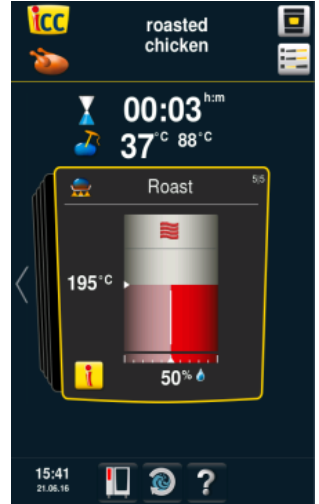 icc
roasted
chicken
00:03 h:m
37°C 88°C
Roast
5|5
195°C
i
50%
15:41
21.06.16
?